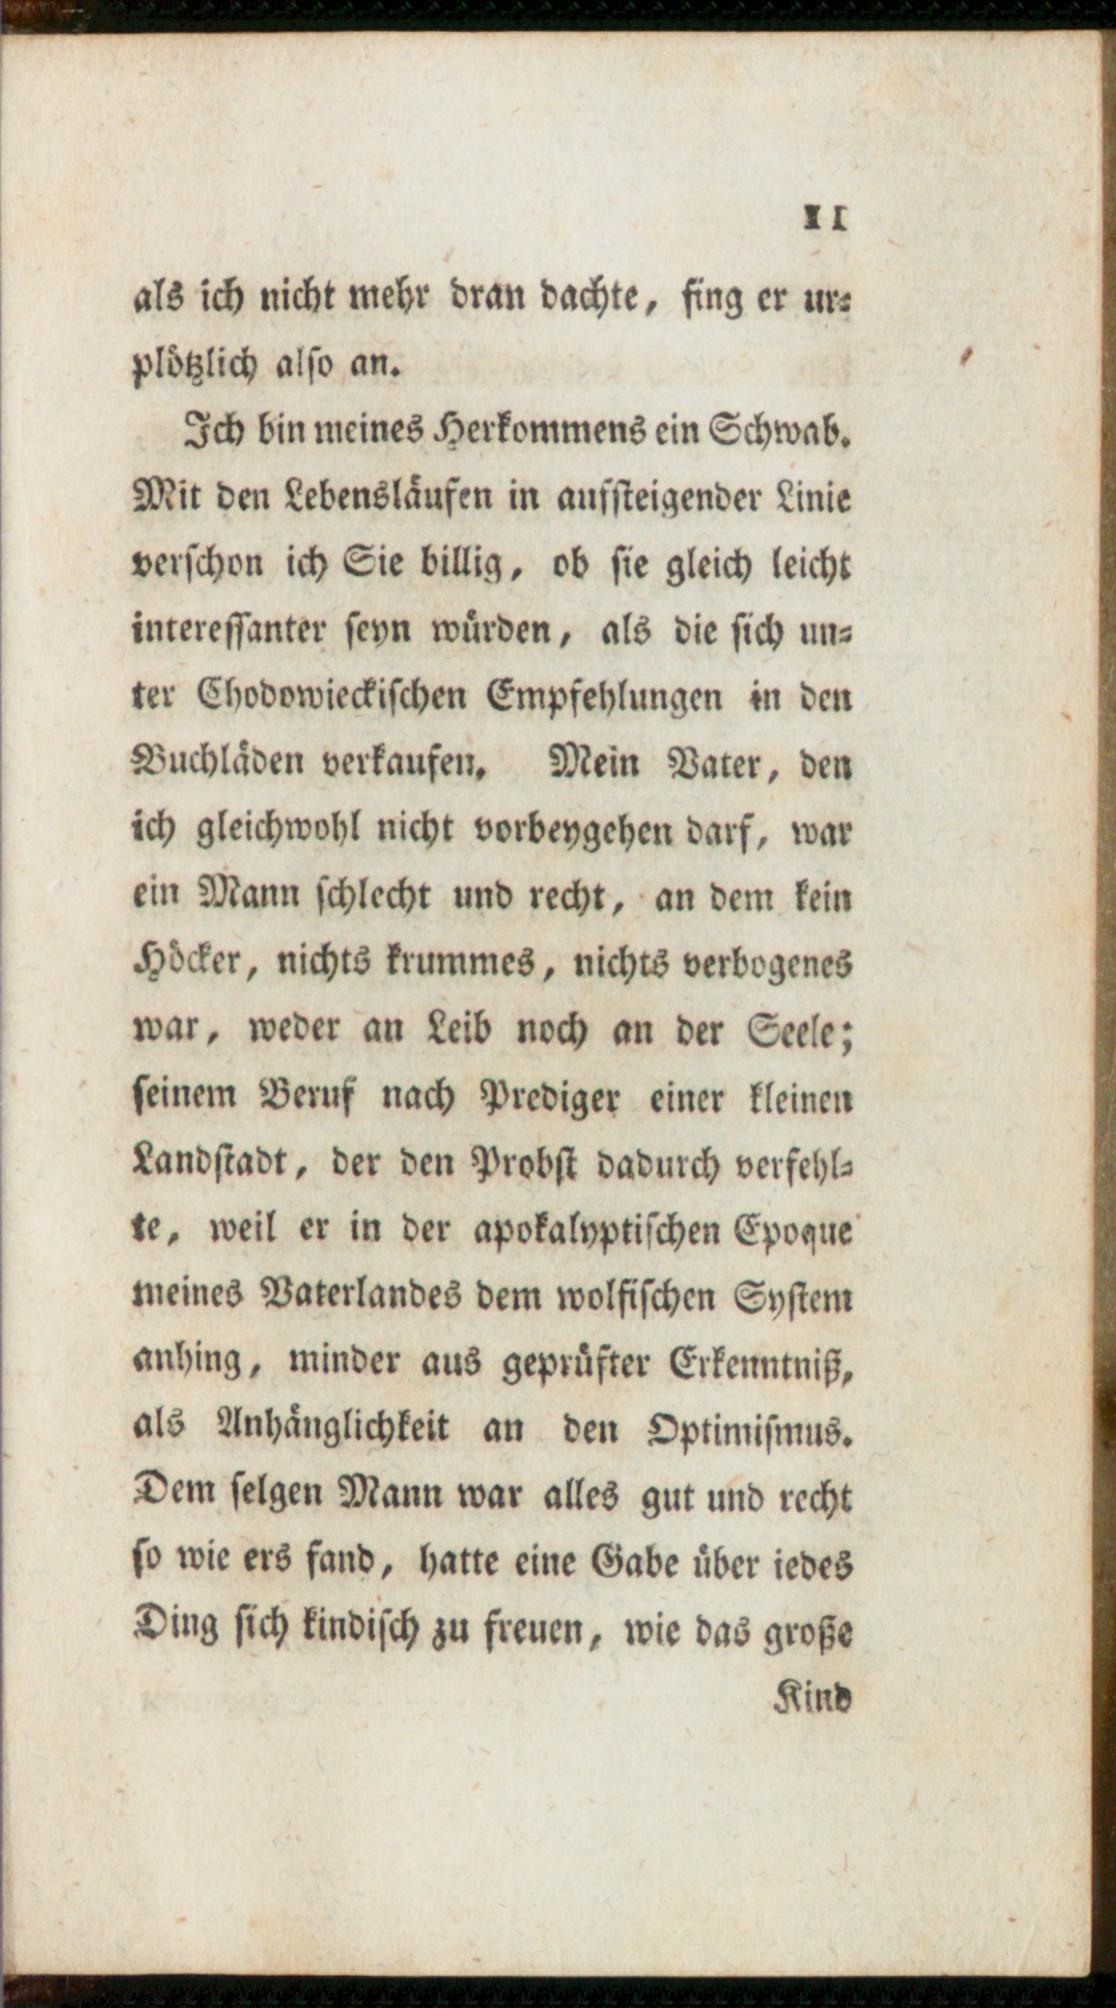 11
als ich nicht mehr dran dachte, fing er ur-
plötzlich also an.
Ich bin meines Herkommens ein Schwab.
Mit den Lebensläufen in aufsteigender Linie
verschon ich Sie billig, ob sie gleich leicht
interessanter seyn würden, als die sich un-
ter Chodowieckischen Empfehlungen in den
Buchläden verkaufen. Mein Vater, den
ich gleichwohl nicht vorbeygehen darf, war
ein Mann schlecht und recht, an dem kein
Höcker, nichts krummes, nichts verbogenes
war, weder an Leib noch an der Seele;
seinem Beruf nach Prediger einer kleinen
Landstadt, der den Probst dadurch verfehl-
te, weil er in der apokalyptischen Epoque
meines Vaterlandes dem wolfischen System
anhing, minder aus geprüfter Erkenntniß,
als Anhänglichkeit an den Optimismus.
Dem selgen Mann war alles gut und recht
so wie ers fand, hatte eine Gabe über iedes
Ding sich kindisch zu freuen, wie das große
Kind